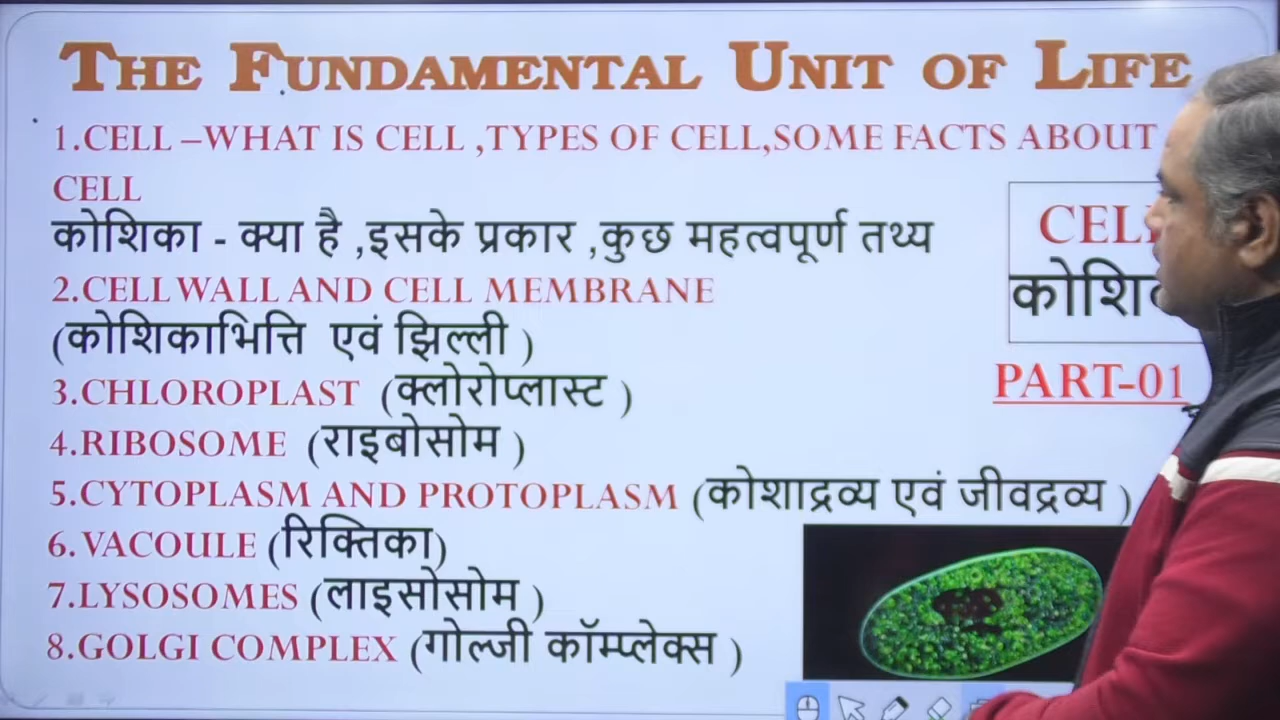 THE FUNDAMENTAL UNIT OF LIFE
1.CELL –WHAT IS CELL ,TYPES OF CELL,SOME FACTS ABOUT
CELL
कोशिका - क्या है ,इसके प्रकार ,कुछ महत्वपूर्ण तथ्य
2.CELL WALL AND CELL MEMBRANE
(कोशिकाभित्ति एवं झिल्ली )
3.CHLOROPLAST (क्लोरोप्लास्ट )
4.RIBOSOME (राइबोसोम )
5.CYTOPLASM AND PROTOPLASM (कोशाद्रव्य एवं जीवद्रव्य )
6.VACOULE (रिक्तिका)
7.LYSOSOMES (लाइसोसोम )
8.GOLGI COMPLEX (गोल्जी कॉम्प्लेक्स )
PART-01